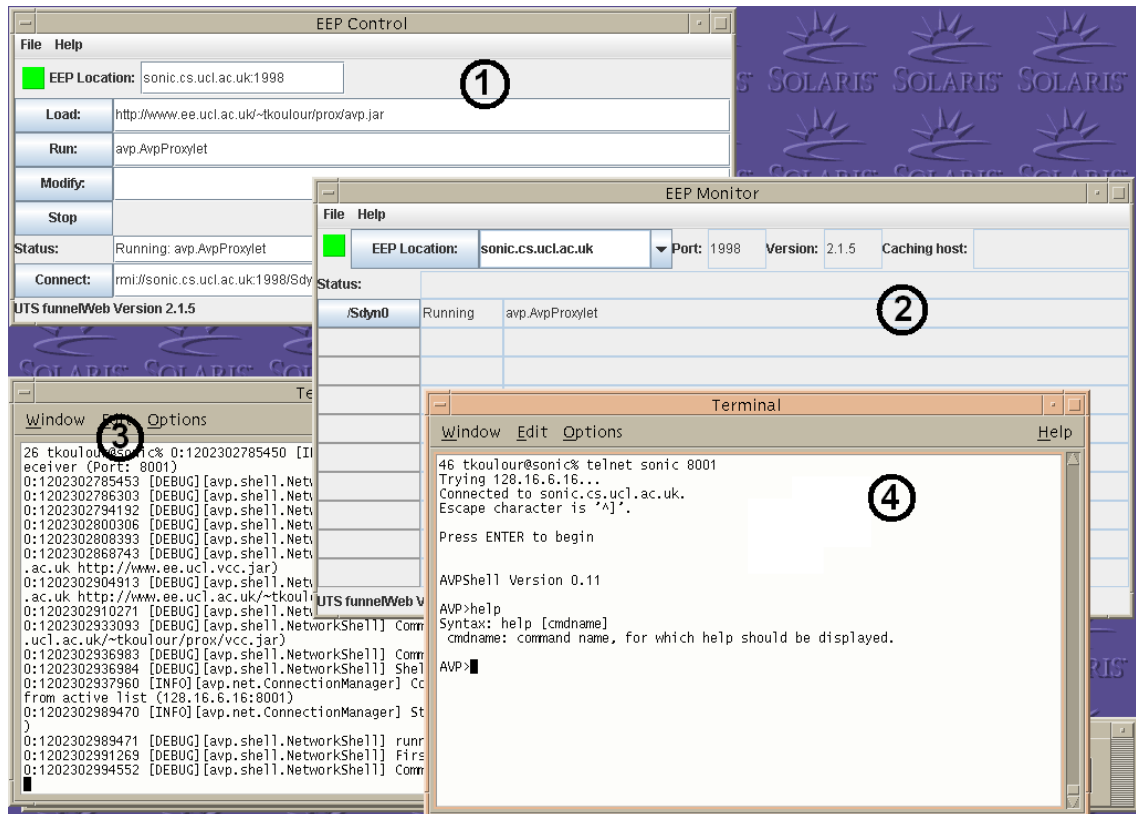 EEP Control
File Help
EEP Location: sonic.cs.ucl.ac.uk:1998
1
Load: http://www.ee.ucl.ac.uk/~tkoulour/prox/avp.jar
Run: avp.AvpProxylet
Modify:
Stop
Status: Running: avp.AvpProxylet
Connect: rmi://sonic.cs.ucl.ac.uk:1998/Sdy
UTS funnelWeb Version 2.1.5
SOLARIS SOLARIS SOLARIS
EEP Monitor
File Help
EEP Location: sonic.cs.ucl.ac.uk Port: 1998 Version: 2.1.5 Caching host:
Status:
2
/Sdyn0 Running avp.AvpProxylet
UTS funnelWeb V
SOLARIS SOLARIS SOL
Te
Window Edit Options
3
26 tkoulour@sonic% 0:1202302785450 [I
eceiver (Port: 8001)
0:1202302785453 [DEBUG][avp.shell.Netw
0:1202302786303 [DEBUG][avp.shell.Netw
0:1202302794192 [DEBUG][avp.shell.Netw
0:1202302800306 [DEBUG][avp.shell.Netw
0:1202302808393 [DEBUG][avp.shell.Netw
0:1202302868743 [DEBUG][avp.shell.Netw
.ac.uk http://www.ee.ucl.vcc.jar)
0:1202302904913 [DEBUG][avp.shell.Netw
.ac.uk http://www.ee.ucl.ac.uk/~tkoul
0:1202302910271 [DEBUG][avp.shell.Netw
0:1202302933093 [DEBUG][avp.shell.NetworkShell] Comm
.ucl.ac.uk/~tkoulour/prox/vcc.jar)
0:1202302936983 [DEBUG][avp.shell.NetworkShell] Comm
0:1202302936984 [DEBUG][avp.shell.NetworkShell] Shel
0:1202302937960 [INFO][avp.net.ConnectionManager] Co
from active list (128.16.6.16:8001)
0:1202302989470 [INFO][avp.net.ConnectionManager] St
)
0:1202302989471 [DEBUG][avp.shell.NetworkShell] runn
0:1202302991269 [DEBUG][avp.shell.NetworkShell] Firs
0:1202302994552 [DEBUG][avp.shell.NetworkShell] Comm
Terminal
Window Edit Options Help
4
46 tkoulour@sonic% telnet sonic 8001
Trying 128.16.6.16...
Connected to sonic.cs.ucl.ac.uk.
Escape character is '^]'.
Press ENTER to begin
AVPShell Version 0.11
AVP>help
Syntax: help [cmdname]
cmdname: command name, for which help should be displayed.
AVP>
RIS